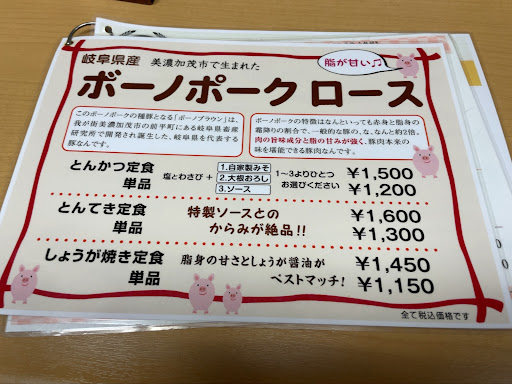 岐阜県産 美濃加茂市で生まれた
脂が甘い♫
ボーノポーク ロース
このボーノポークの種豚となる「ボーノブラウン」は、
我が街美濃加茂市の前平町にある岐阜県畜産
研究所で開発され誕生した、岐阜県を代表する
豚なんです。
ボーノポークの特徴はなんといっても赤身と脂身の
霜降りの割合で、一般的な豚の、な、なんと約2倍。
肉の旨味成分と脂の甘みが強く、豚肉本来の
味を堪能できる豚肉なんです。
とんかつ定食 ¥1,500
単品 ¥1,200
塩とわさび +
1.自家製みそ
2.大根おろし
3.ソース
1〜3よりひとつ
お選びください
とんてき定食 ¥1,600
単品 ¥1,300
特製ソースとの
からみが絶品!!
しょうが焼き定食 ¥1,450
単品 ¥1,150
脂身の甘さとしょうが醤油が
ベストマッチ!
全て税込価格です